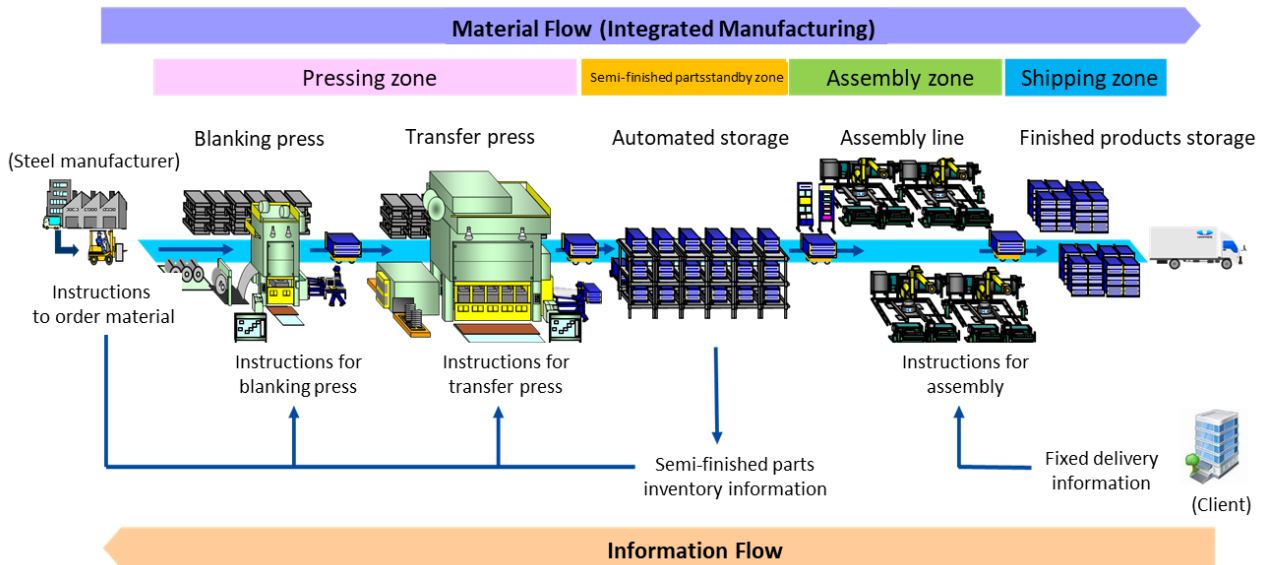 Material Flow (Integrated Manufacturing)
Pressing zone
Semi-finished partsstandby zone
Assembly zone
Shipping zone
Blanking press
Transfer press
Automated storage
Assembly line
Finished products storage
(Steel manufacturer)
Instructions
to order material
Instructions for
blanking press
Instructions for
transfer press
Instructions for
assembly
Semi-finished parts
inventory information
Fixed delivery
information
(Client)
Information Flow